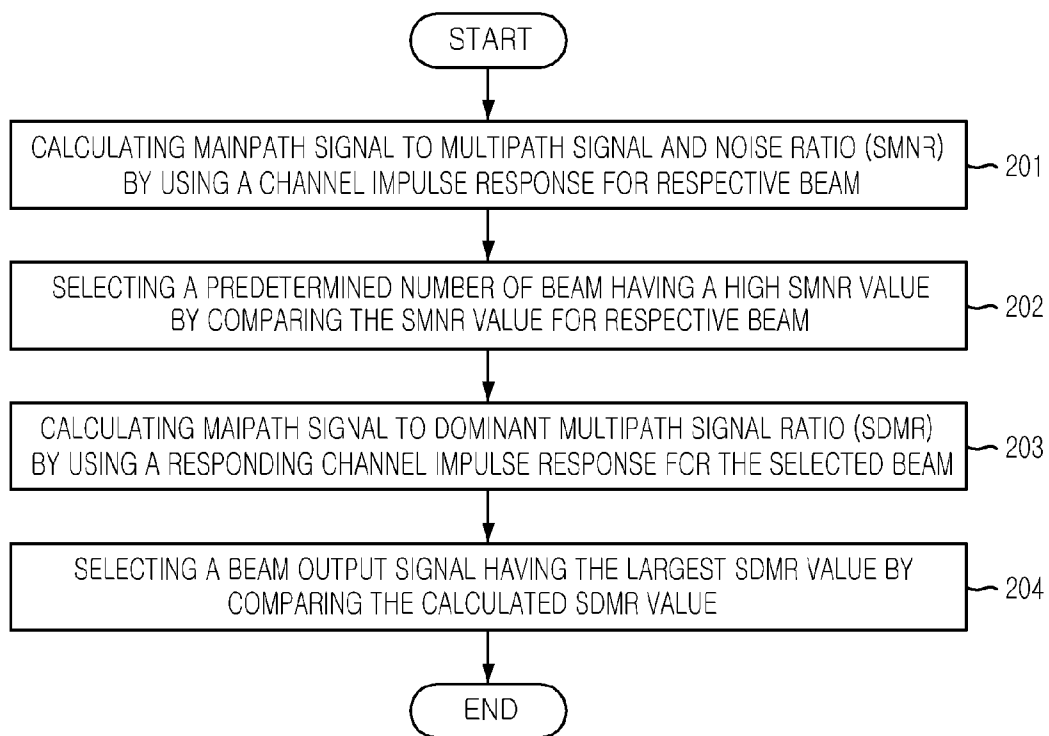 START
CALCULATING MAINPATH SIGNAL TO MULTIPATH SIGNAL AND NOISE RATIO (SMNR)
BY USING A CHANNEL IMPULSE RESPONSE FOR RESPECTIVE BEAM
201
SELECTING A PREDETERMINED NUMBER OF BEAM HAVING A HIGH SMNR VALUE
BY COMPARING THE SMNR VALUE FOR RESPECTIVE BEAM
202
CALCULATING MAIPATH SIGNAL TO DOMINANT MULTIPATH SIGNAL RATIO (SDMR)
BY USING A RESPONDING CHANNEL IMPULSE RESPONSE FOR THE SELECTED BEAM
203
SELECTING A BEAM OUTPUT SIGNAL HAVING THE LARGEST SDMR VALUE BY
COMPARING THE CALCULATED SDMR VALUE
204
END